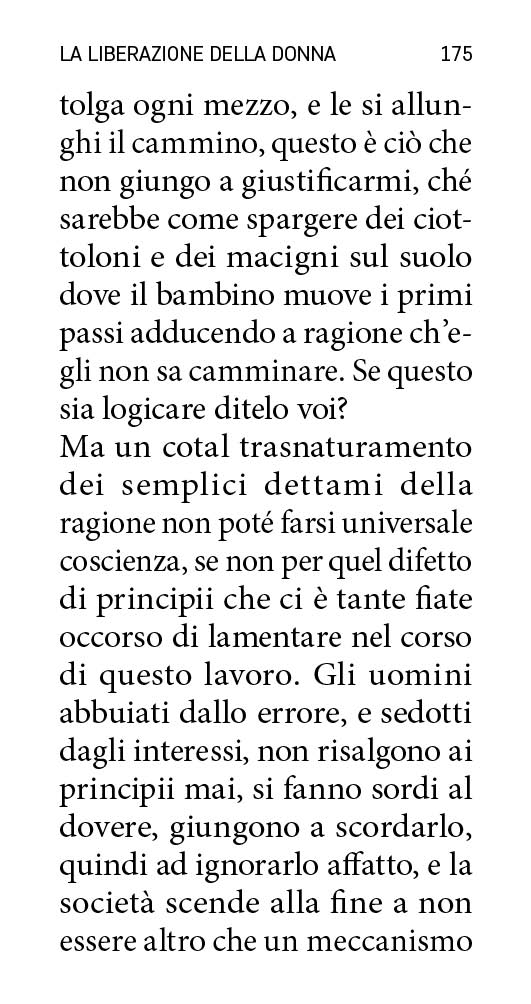 LA LIBERAZIONE DELLA DONNA 175
tolga ogni mezzo, e le si allun-
ghi il cammino, questo è ciò che
non giungo a giustificarmi, ché
sarebbe come spargere dei ciot-
toloni e dei macigni sul suolo
dove il bambino muove i primi
passi adducendo a ragione ch’e-
gli non sa camminare. Se questo
sia logicare ditelo voi?
Ma un cotal trasnaturamento
dei semplici dettami della
ragione non poté farsi universale
coscienza, se non per quel difetto
di principii che ci è tante fiate
occorso di lamentare nel corso
di questo lavoro. Gli uomini
abbuiati dallo errore, e sedotti
dagli interessi, non risalgono ai
principii mai, si fanno sordi al
dovere, giungono a scordarlo,
quindi ad ignorarlo affatto, e la
società scende alla fine a non
essere altro che un meccanismo